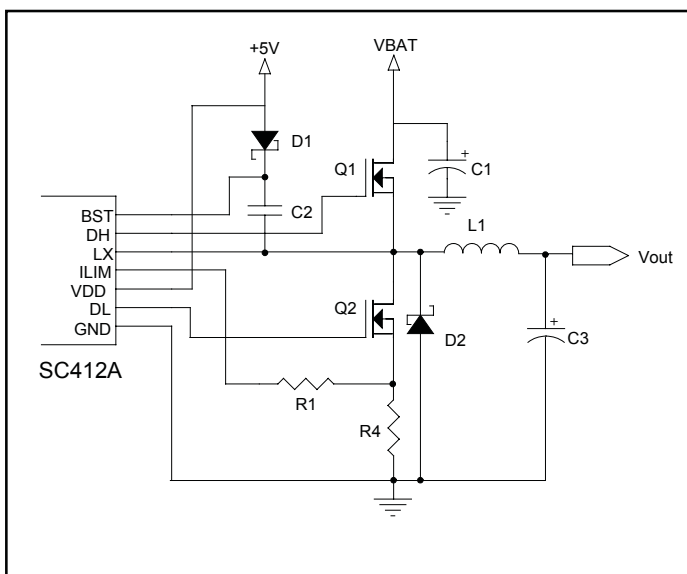 +5V
VBAT
D1
Q1
C1
BST
C2
DH
L1
LX
ILIM
Vout
VDD
Q2
DL
D2
C3
GND
SC412A
R1
R4